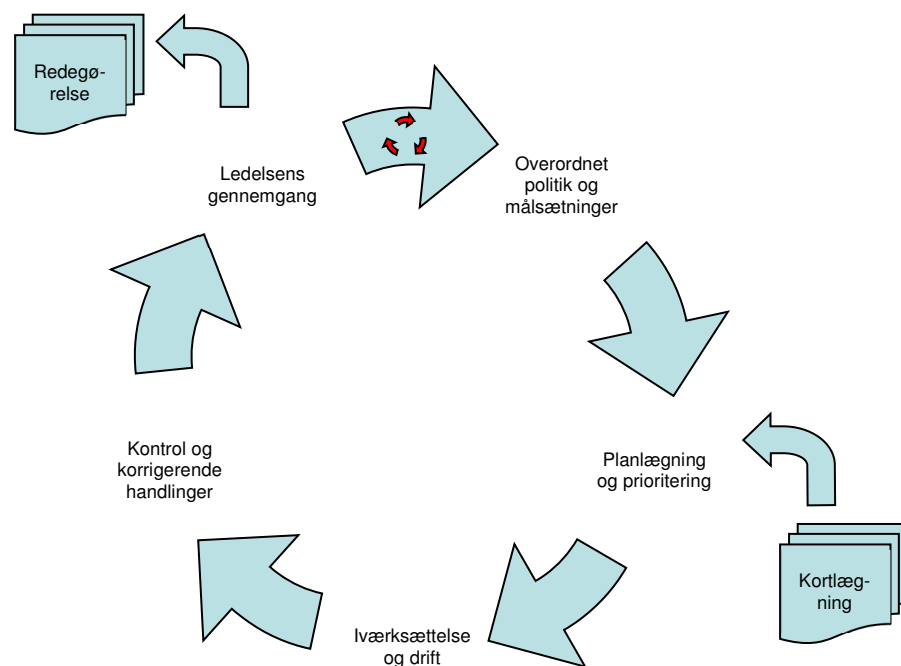 Redegø-
relse
Ledelsens
gennemgang
Overordnet
politik og
målsætninger
Planlægning
og prioritering
Kortlæg-
ning
Iværksættelse
og drift
Kontrol og
korrigerende
handlinger